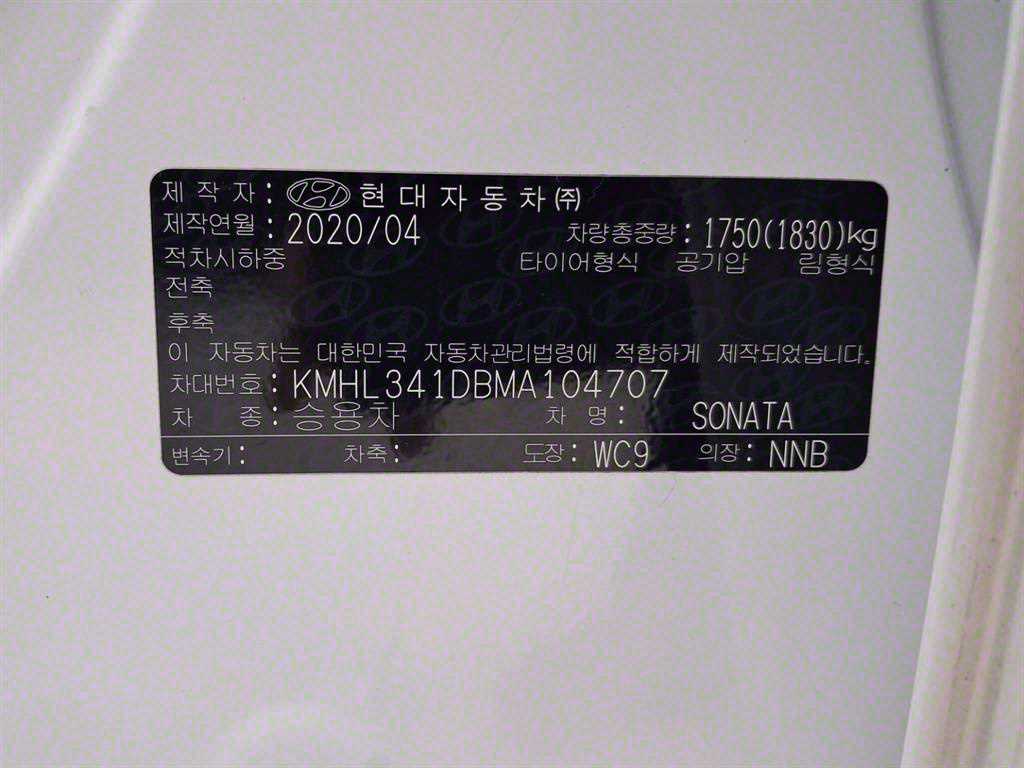 제 작 자 : 현 대 자 동 차 (주)
제작연월 : 2020/04 차량총중량 : 1750(1830)kg
적차시하중 타이어형식 공기압 림형식
전축
후축
이 자동차는 대한민국 자동차관리법령에 적합하게 제작되었습니다.
차대번호 : KMHL341DBMA104707
차 종 : 승용차 차 명 : SONATA
변속기 : 차축 : 도장 : WC9 의장 : NNB